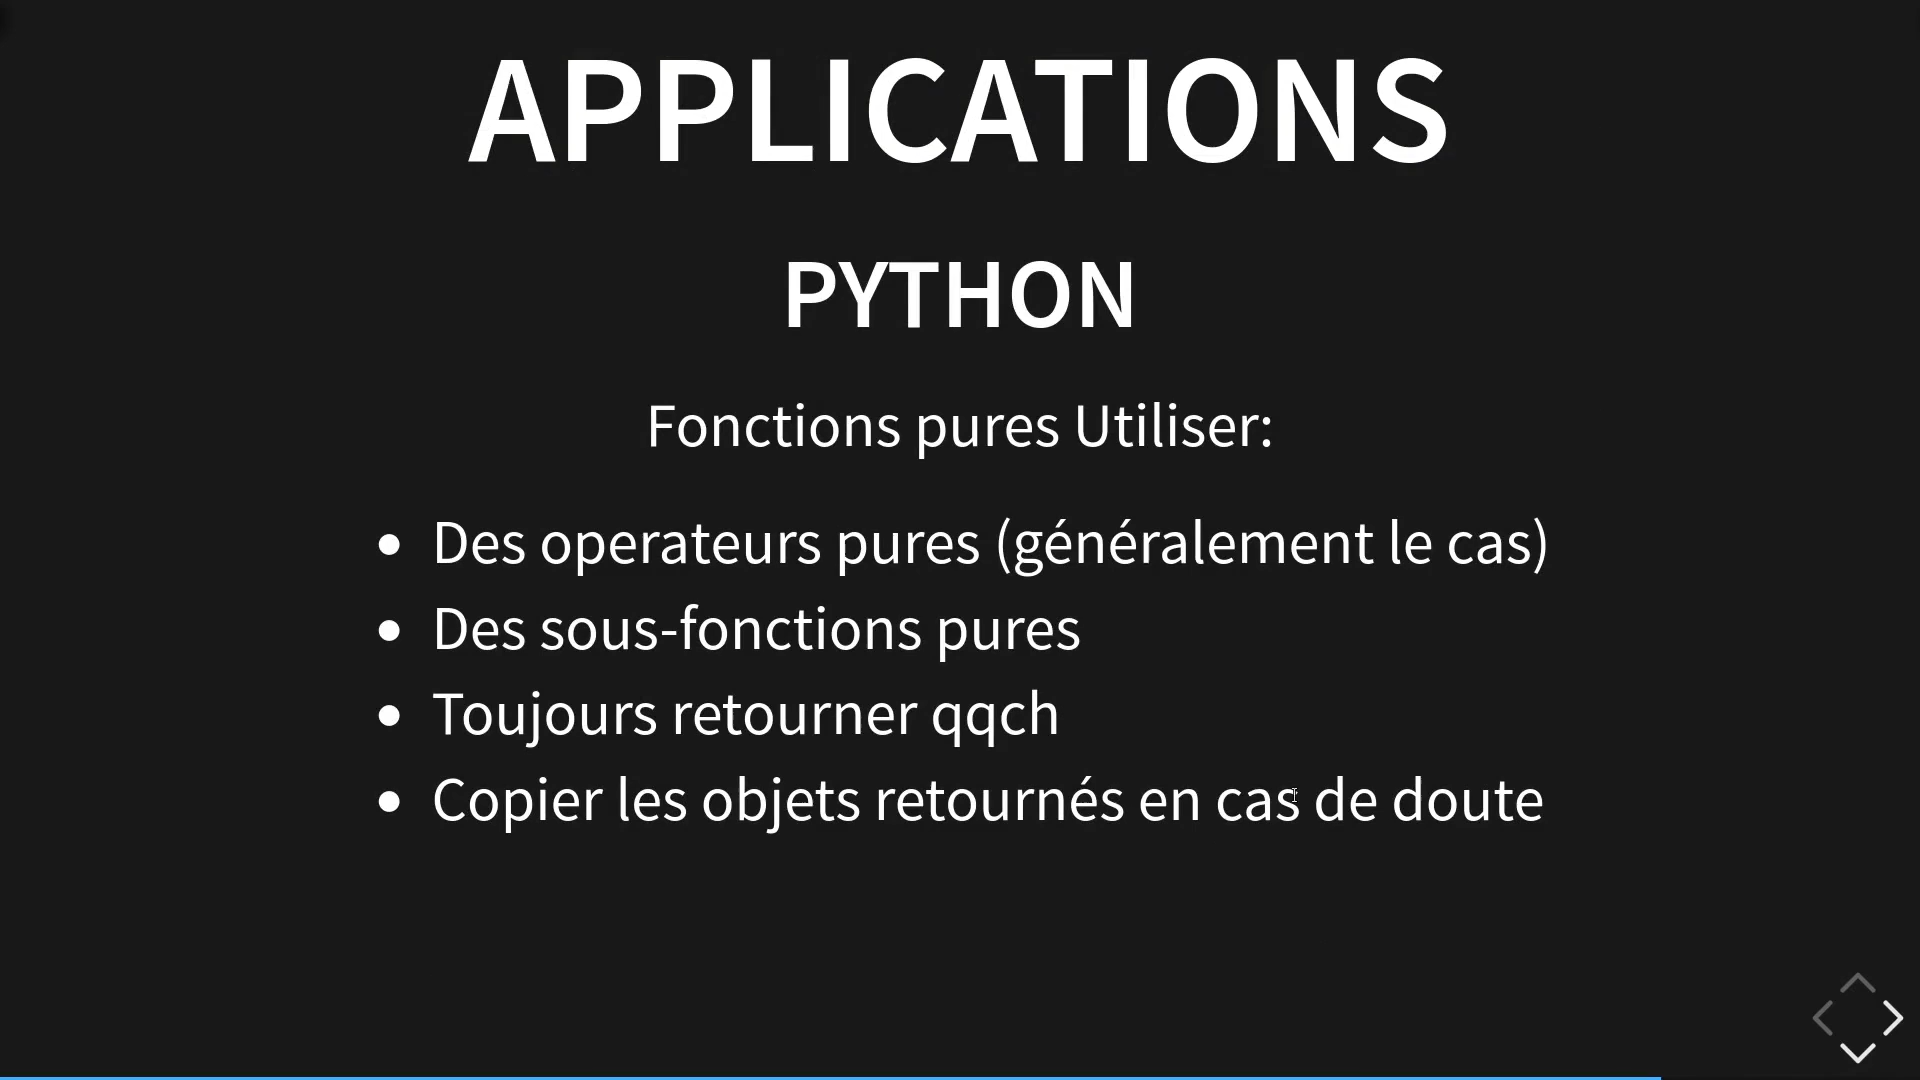 APPLICATIONS
PYTHON
Fonctions pures Utiliser:
Des operateurs pures (généralement le cas)
Des sous-fonctions pures
Toujours retourner qqch
Copier les objets retournés en cas de doute